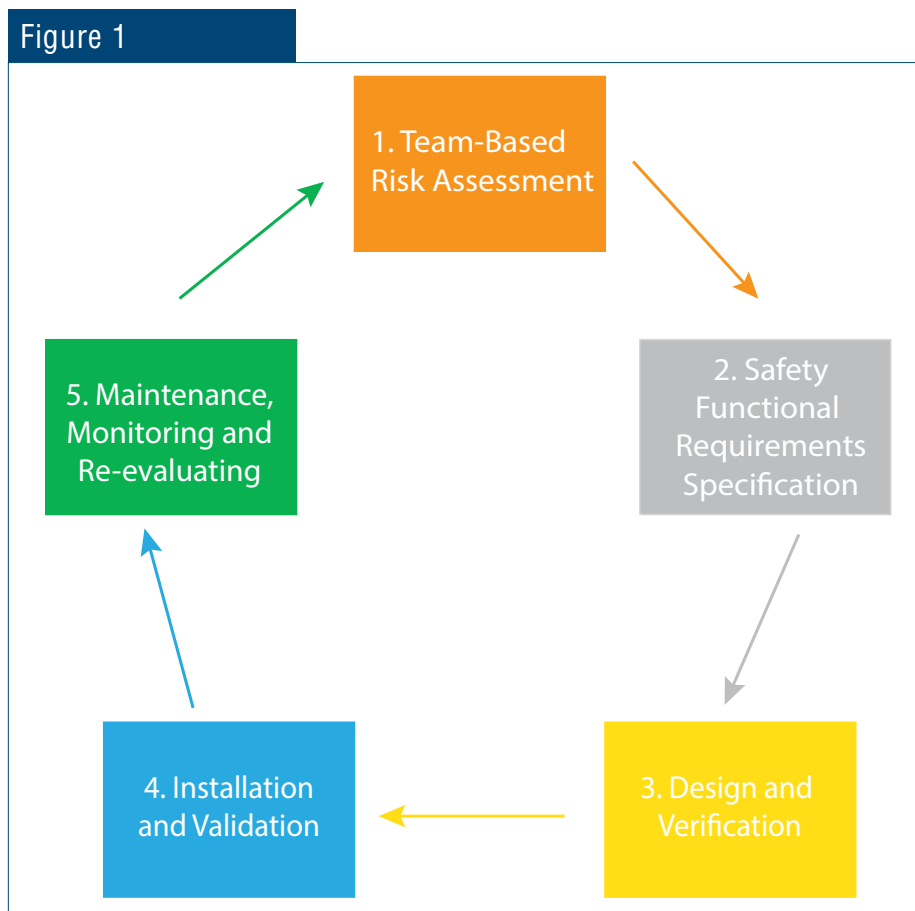 Figure 1
1. Team-Based
Risk Assessment
2. Safety
Functional
Requirements
Specification
3. Design and
Verification
4. Installation
and Validation
5. Maintenance,
Monitoring and
Re-evaluating